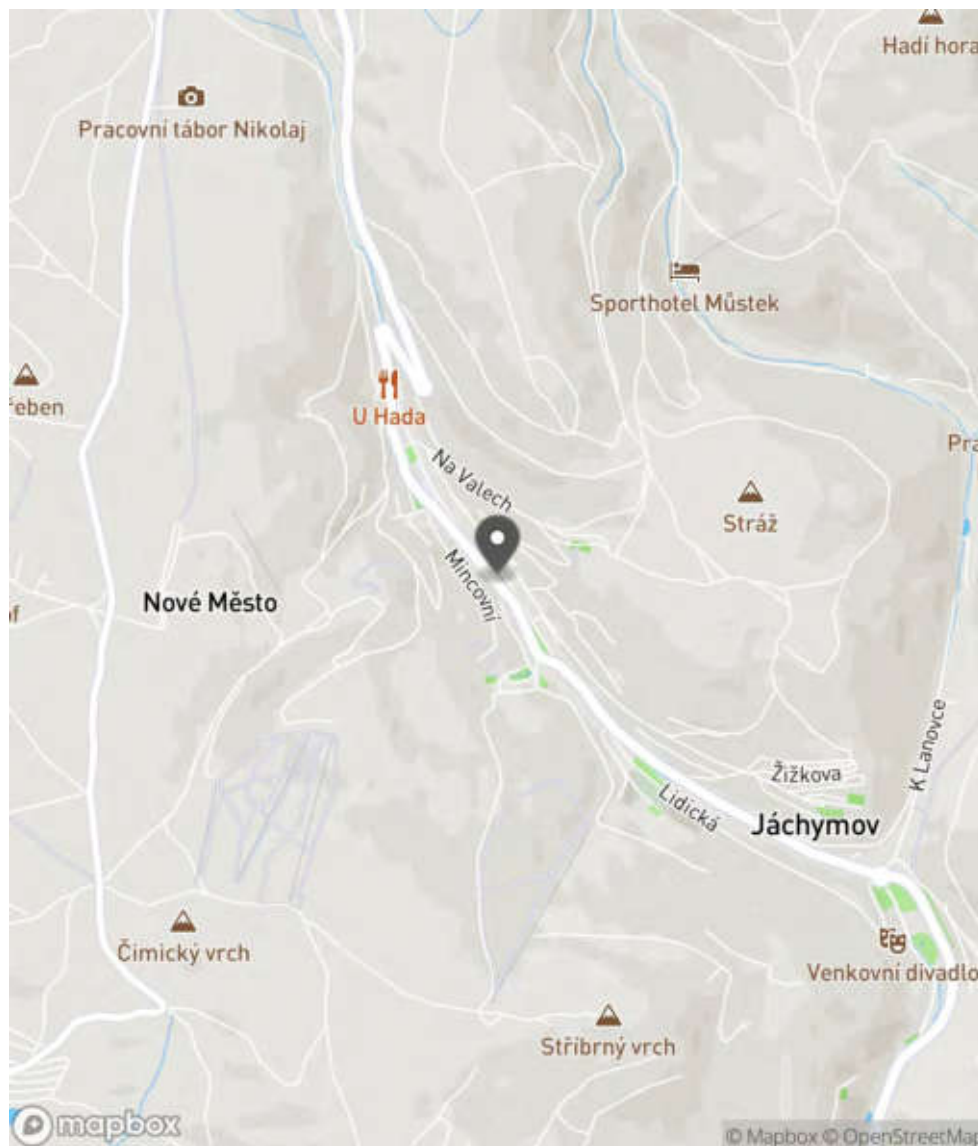 Hadí hora
Pracovní tábor Nikolaj
Sporthotel Můstek
U Hada
Na Valech
Stráž
Mincovní
Nové Město
K Lanovce
Žižkova
Lidická
Jáchymov
Čimický vrch
Venkovní divadlo
Stříbrný vrch
mapbox
© Mapbox © OpenStreetMap